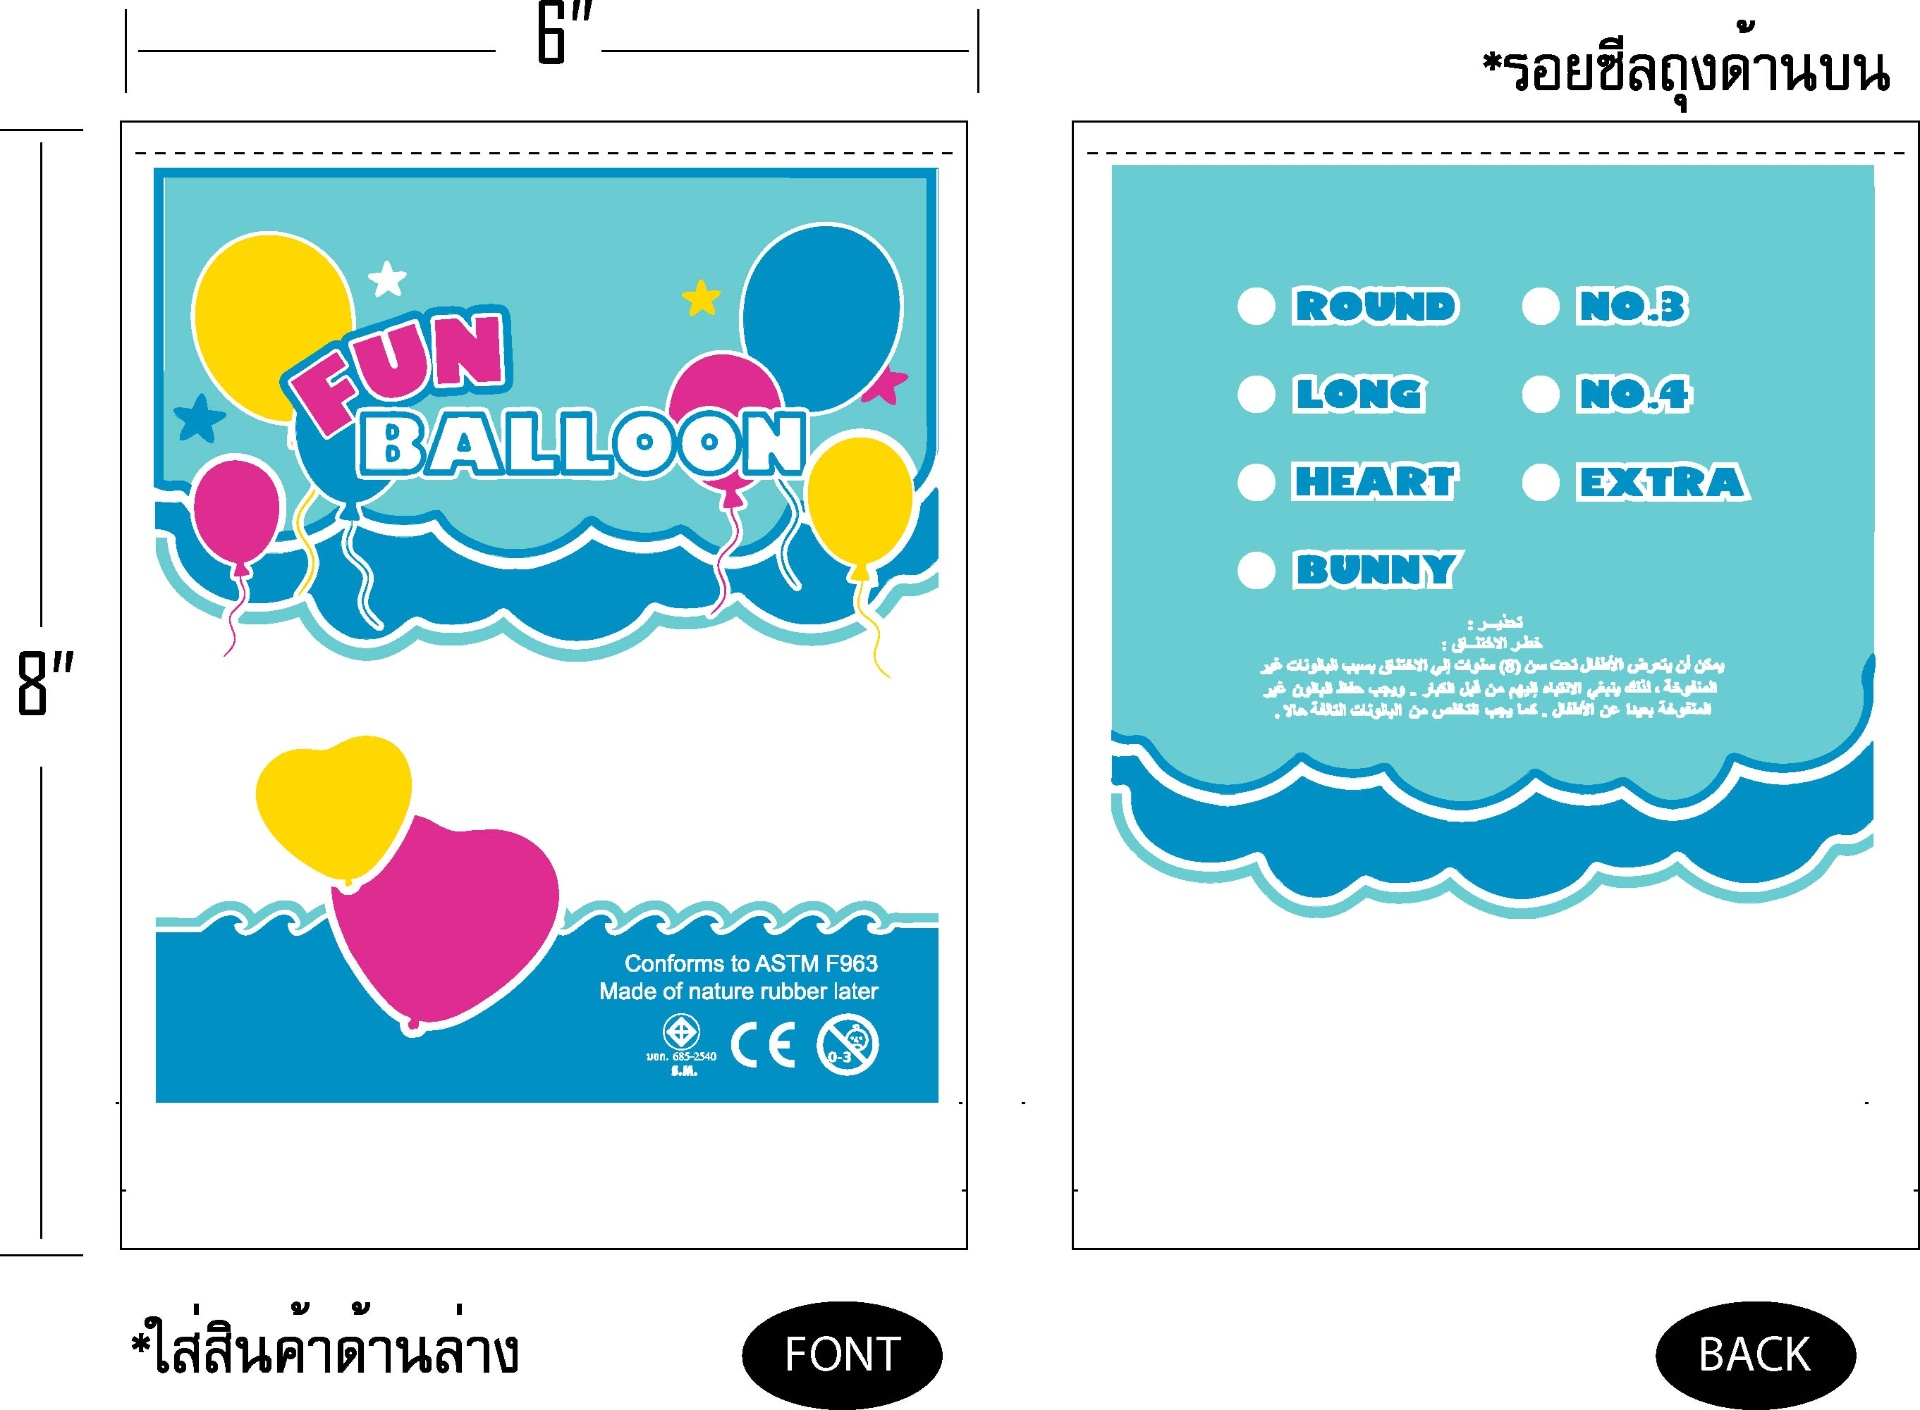 6"
*รอยซีลถุงด้านบน
8"
FUN
BALLOON
Conforms to ASTM F963
Made of nature rubber later
มอก. 685-2540
S.M.
CE
0-3
ROUND
NO.3
LONG
NO.4
HEART
EXTRA
BUNNY
تحذيـر :
خطر الاختنـاق :
يمكن أن يتعرض الأطفال تحت سن (8) سنوات إلى الاختناق بسبب البالونات غير
المنفوخة ، لذلك ينبغي الانتباه إليهم من قبل الكبار . ويجب حفظ البالون غير
المنفوخة بعيدا عن الأطفال . كما يجب التخلص من البالونات التالفة حالا .
*ใส่สินค้าด้านล่าง
FONT
BACK